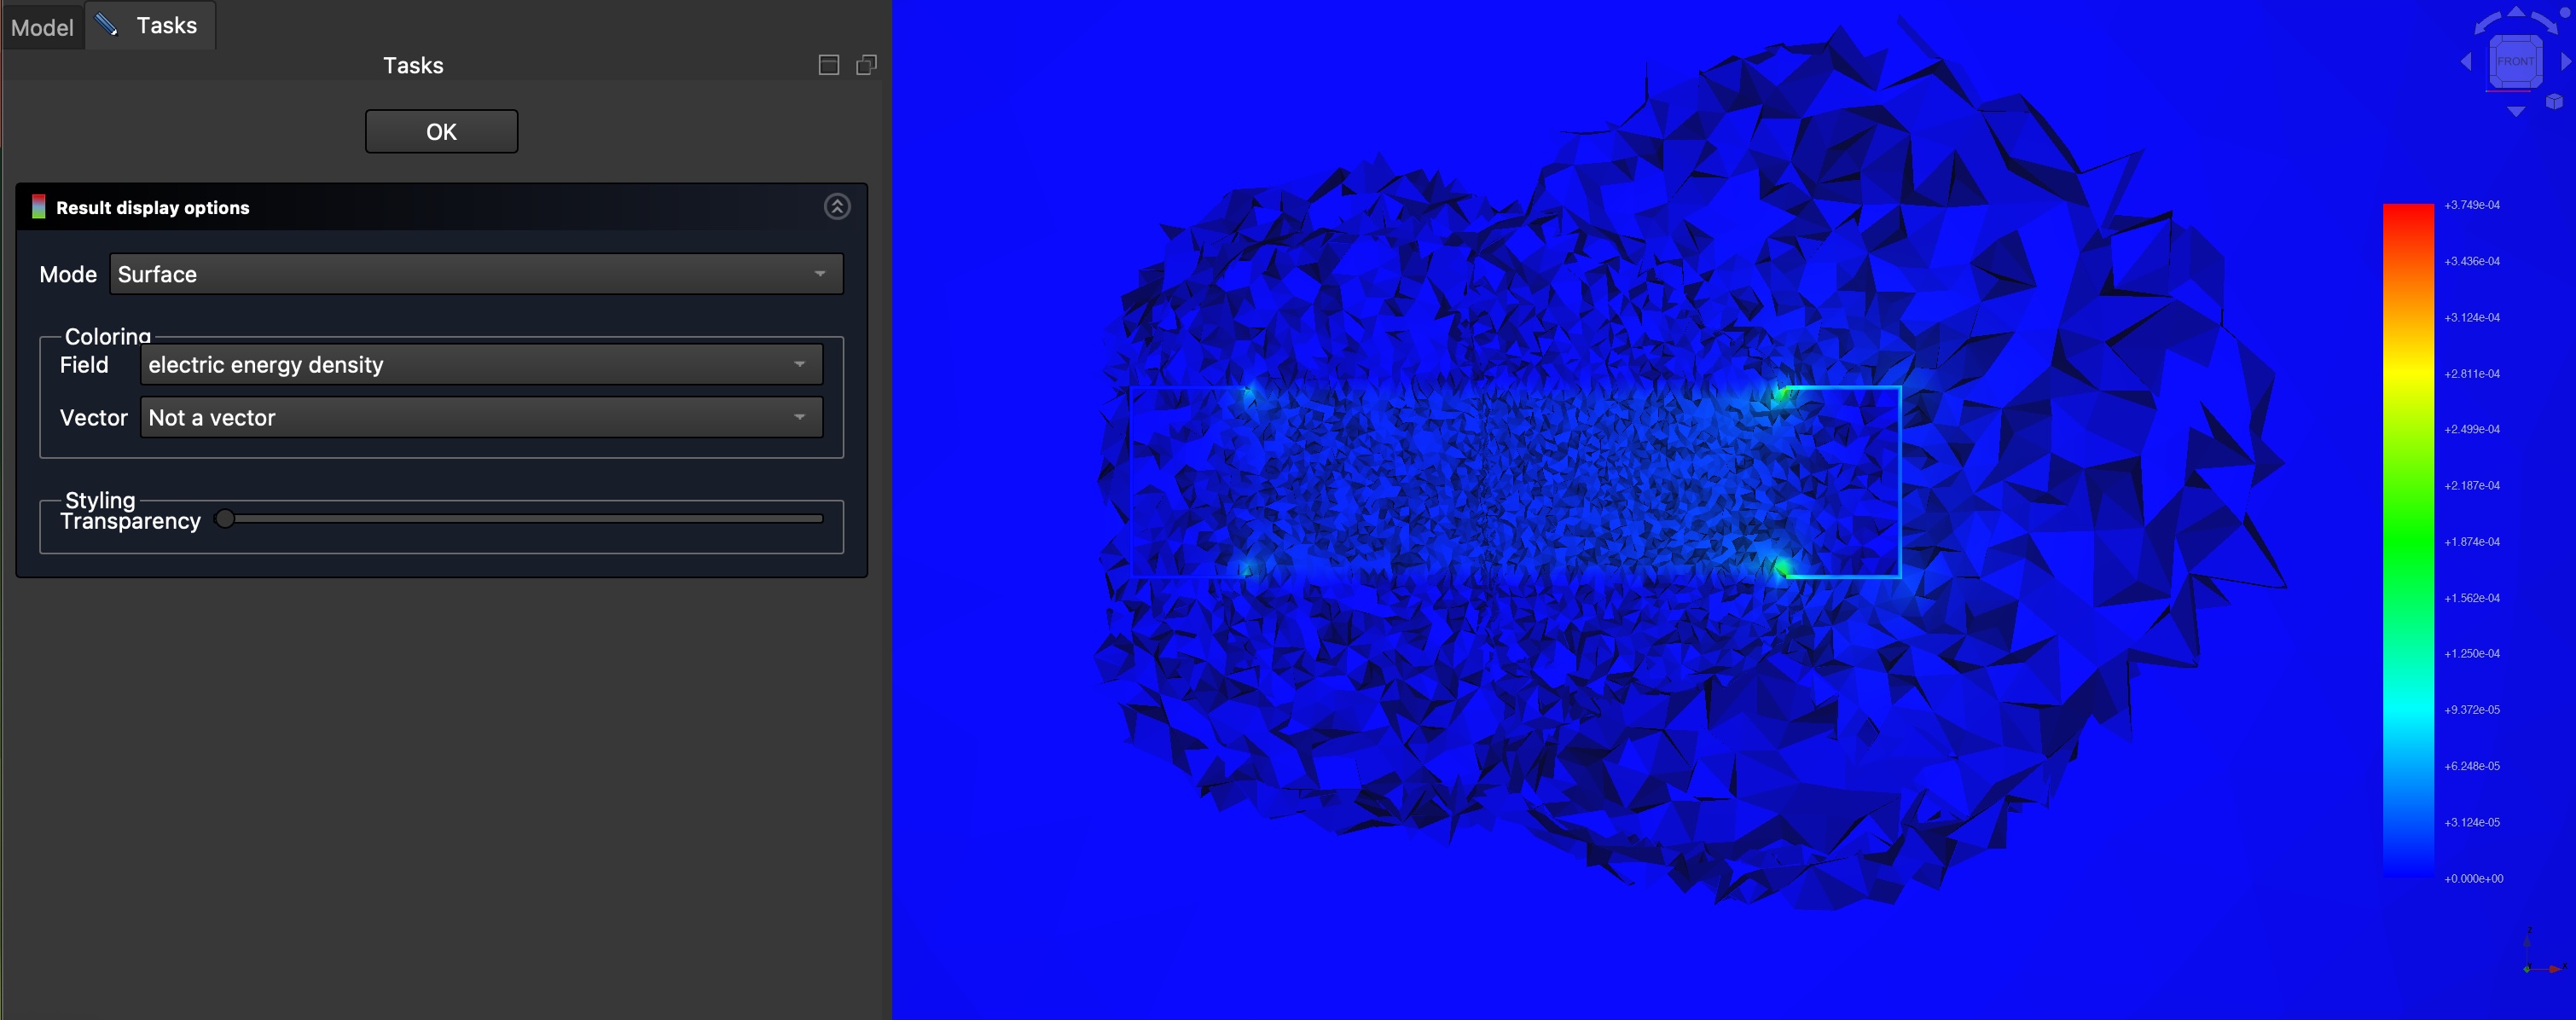 Model
Tasks
Tasks
OK
Result display options
Mode
Surface
Coloring
Field
electric energy density
Vector
Not a vector
Styling
Transparency
FRONT
+3.749e-04
+3.436e-04
+3.124e-04
+2.811e-04
+2.499e-04
+2.187e-04
+1.874e-04
+1.562e-04
+1.250e-04
+9.372e-05
+6.248e-05
+3.124e-05
+0.000e+00